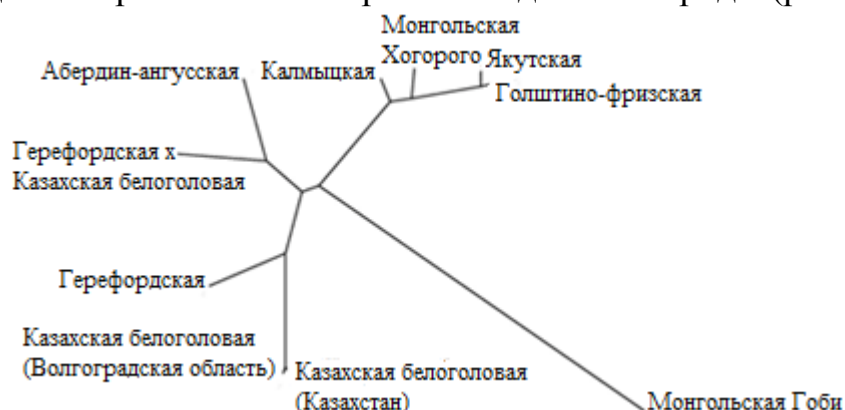 Монгольская
Хогорого
Якутская
Абердин-ангусская
Калмыцкая
Голштино-фризская
Герефордская х
Казахская белоголовая
Герефордская
Казахская белоголовая
(Волгоградская область)
Казахская белоголовая
(Казахстан)
Монгольская Гоби